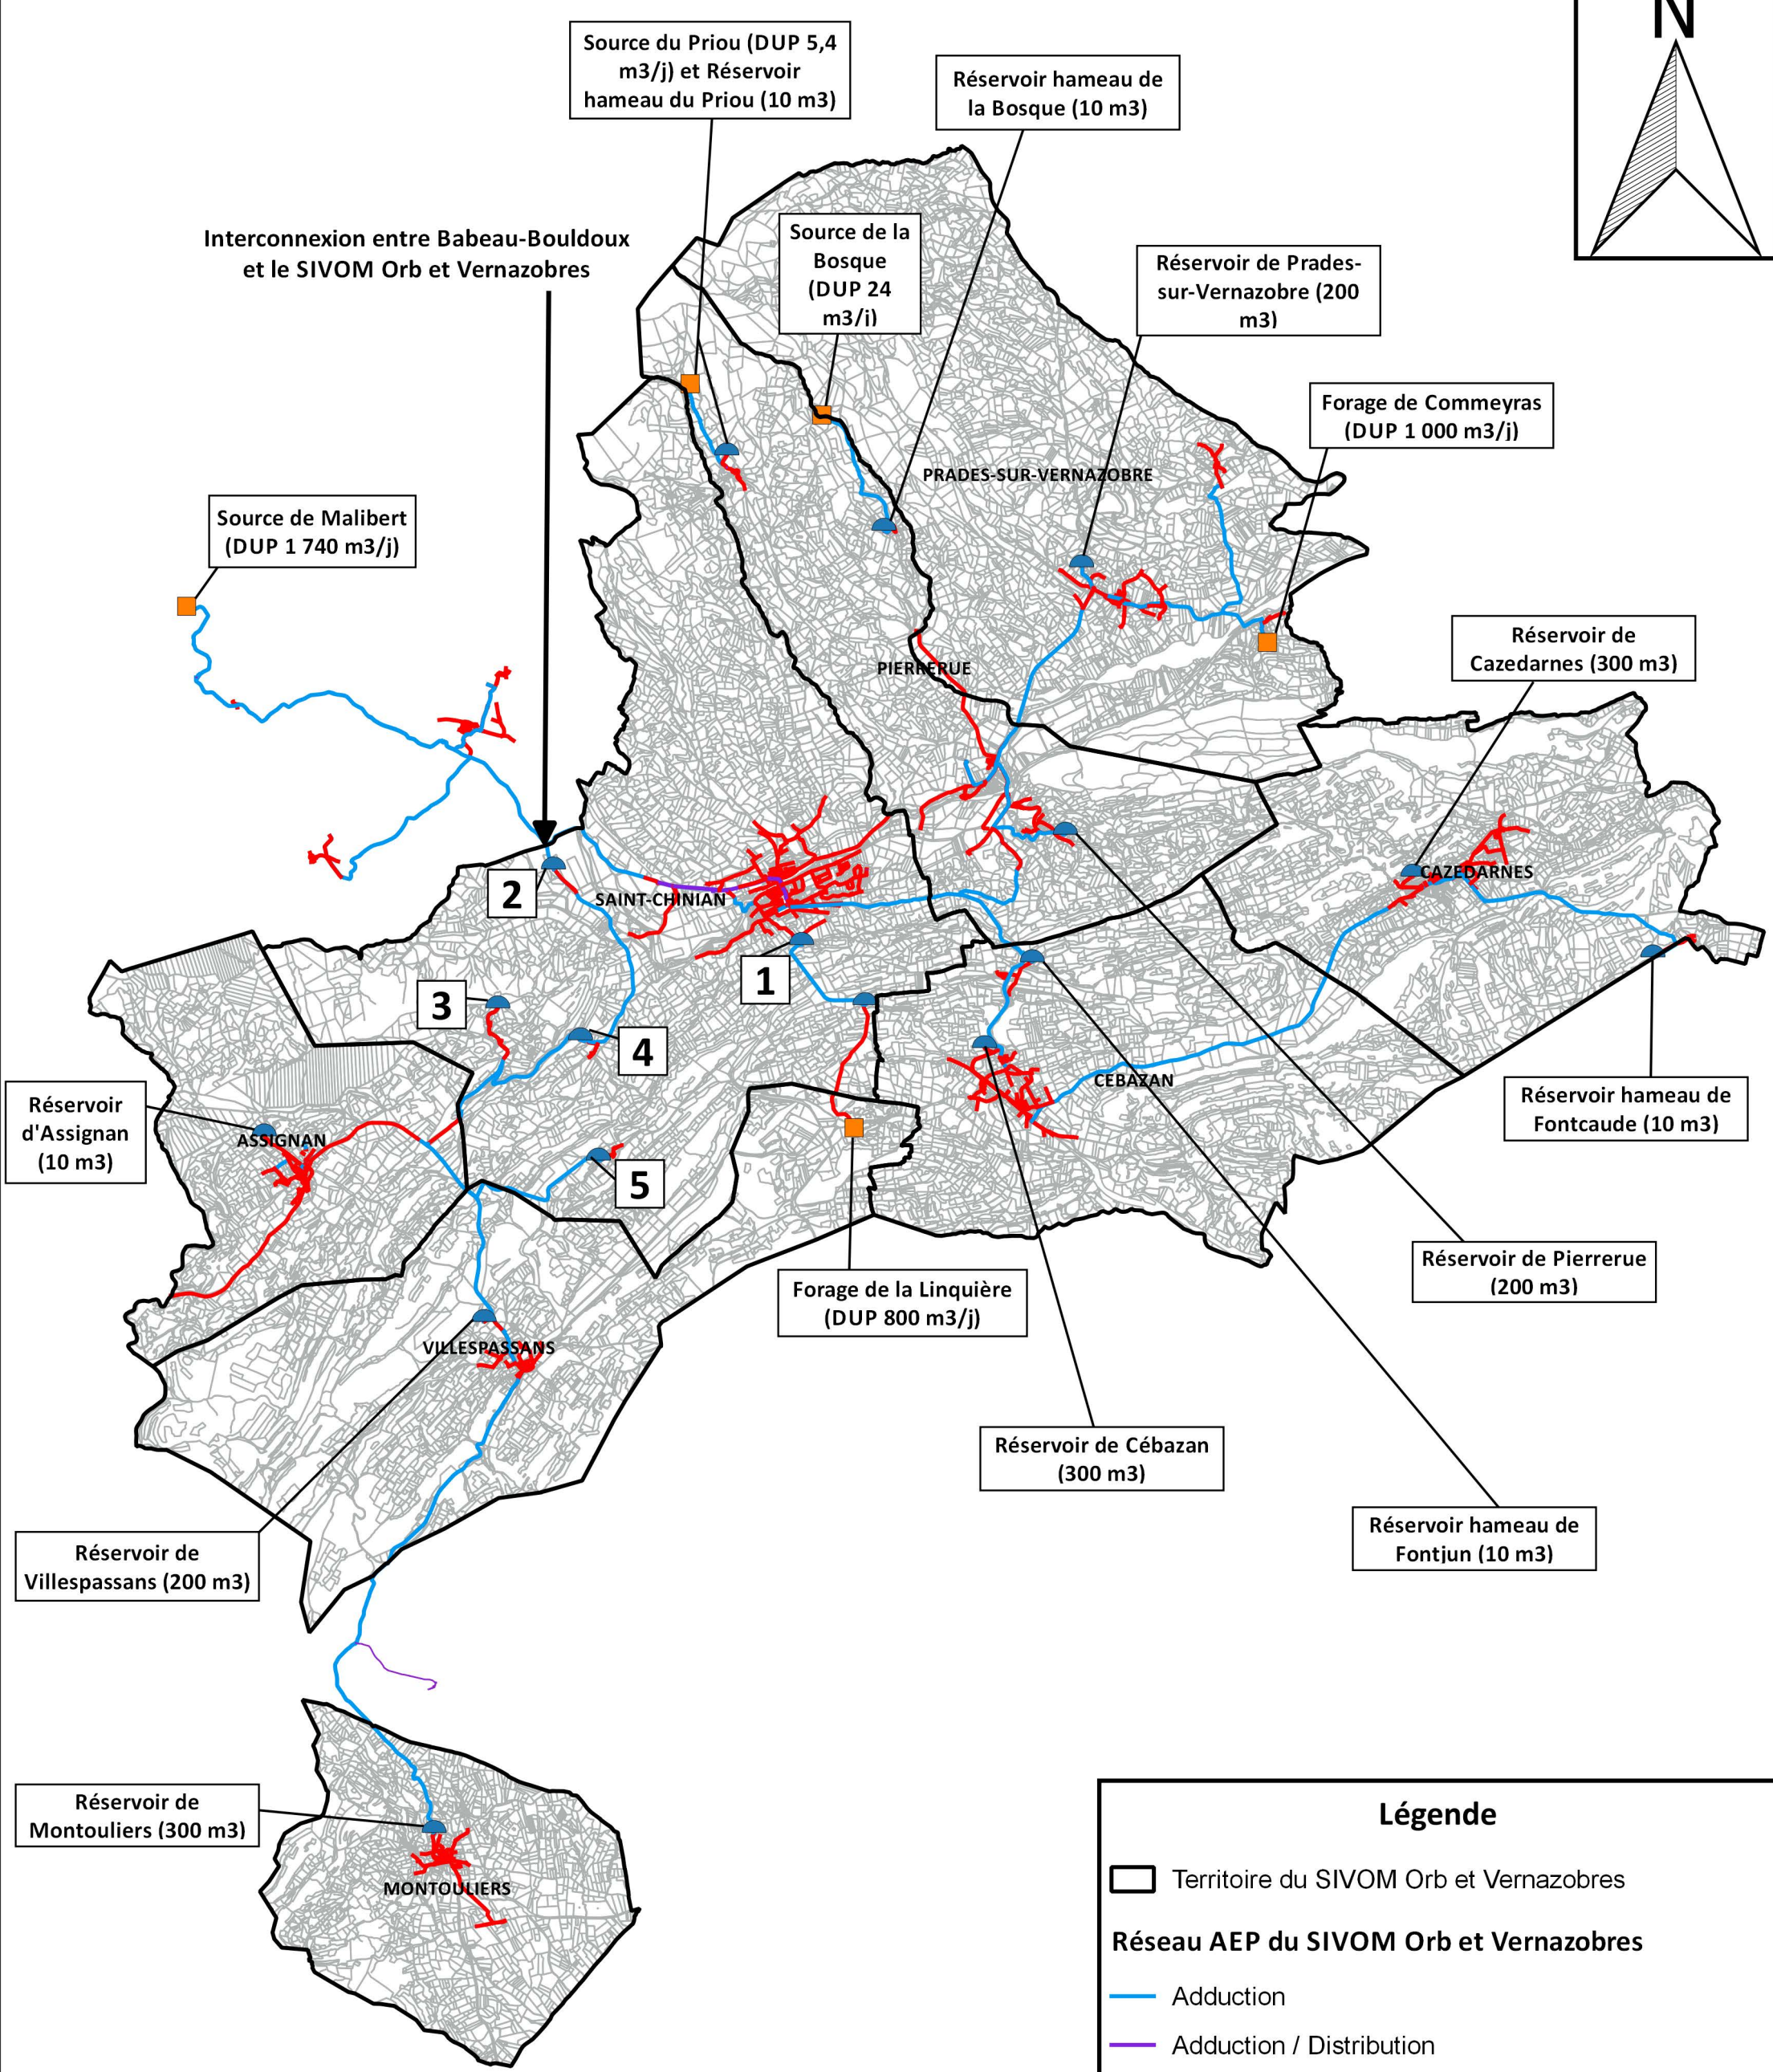 N
Source du Priou (DUP 5,4
m3/j) et Réservoir
hameau du Priou (10 m3)
Réservoir hameau de
la Bosque (10 m3)
Interconnexion entre Babeau-Bouldoux
et le SIVOM Orb et Vernazobres
Source de la
Bosque
(DUP 24
m3/j)
Réservoir de Prades-
sur-Vernazobre (200
m3)
Forage de Commeyras
(DUP 1 000 m3/j)
PRADES-SUR-VERNAZOBRE
Source de Malibert
(DUP 1 740 m3/j)
Réservoir de
Cazedarnes (300 m3)
PIERRERUE
CAZEDARNES
2
SAINT-CHINIAN
1
3
4
CEBAZAN
Réservoir
d'Assignan
(10 m3)
ASSIGNAN
Réservoir hameau de
Fontcaude (10 m3)
5
Réservoir de Pierrerue
(200 m3)
Forage de la Linquière
(DUP 800 m3/j)
VILLESPASSANS
Réservoir de Cébazan
(300 m3)
Réservoir hameau de
Fontjun (10 m3)
Réservoir de
Villespassans (200 m3)
Réservoir de
Montouliers (300 m3)
MONTOULIERS
Légende
Territoire du SIVOM Orb et Vernazobres
Réseau AEP du SIVOM Orb et Vernazobres
Adduction
Adduction / Distribution